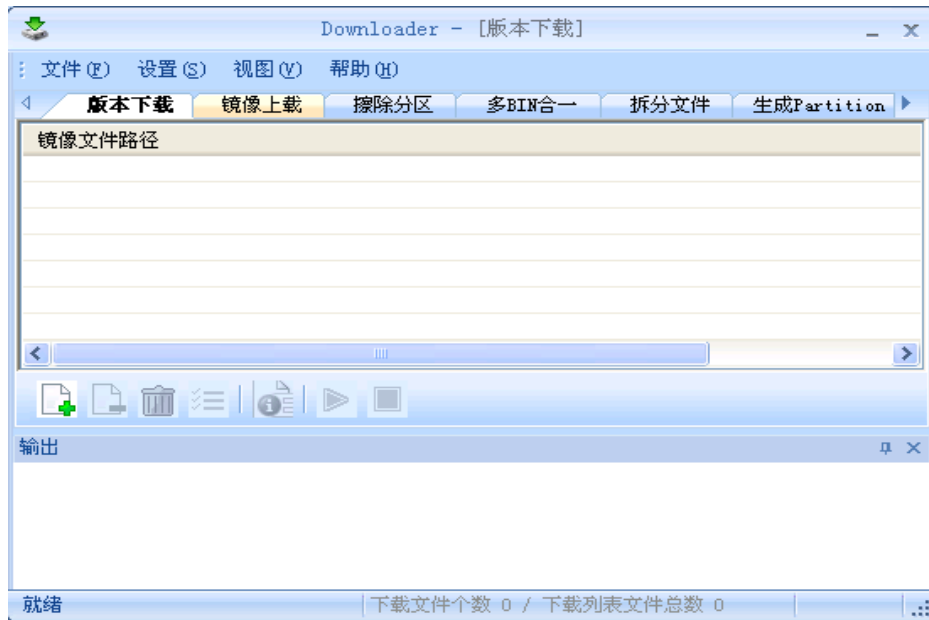 Downloader - [版本下载]
文件(F) 设置(S) 视图(V) 帮助(H)
版本下载 镜像上载 擦除分区 多BIN合一 拆分文件 生成Partition
镜像文件路径
输出
就绪 下载文件个数 0 / 下载列表文件总数 0